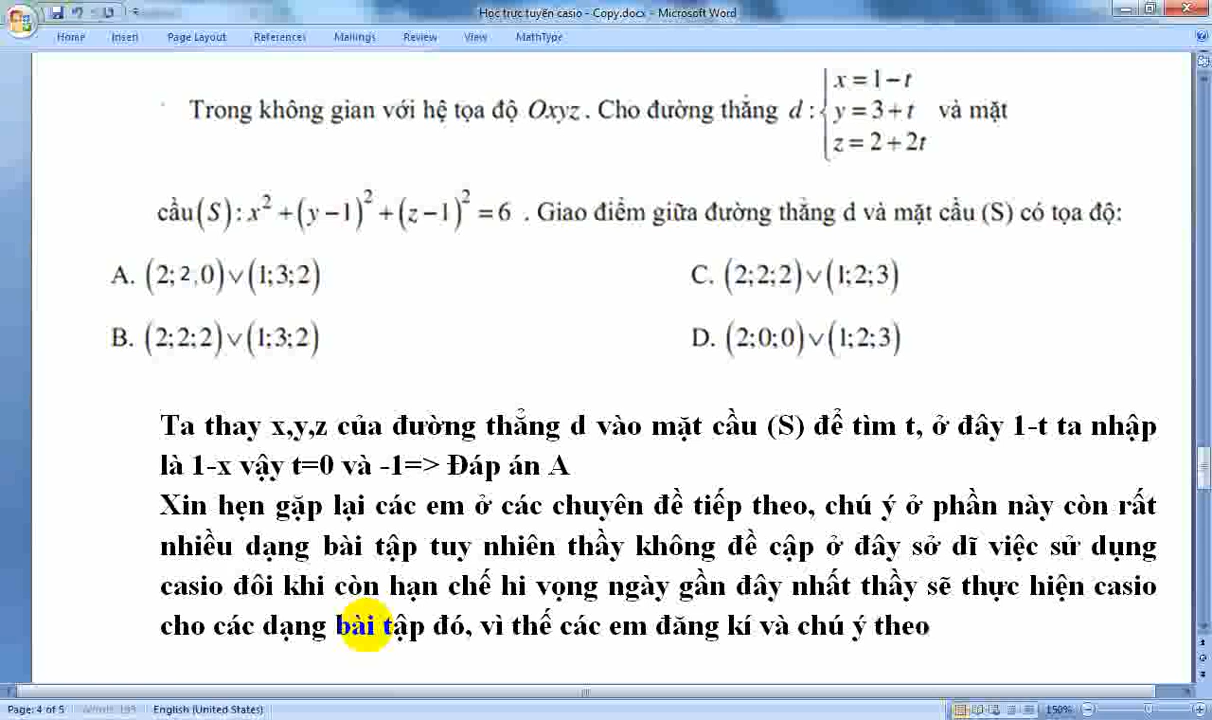 Học trực tuyến casio - Copy.docx - Microsoft Word
Home Insert Page Layout References Mailings Review View MathType
Trong không gian với hệ tọa độ Oxyz. Cho đường thẳng d: { x = 1 − t
y = 3 + t và mặt
z = 2 + 2t
cầu (S): x² + (y − 1)² + (z − 1)² = 6 . Giao điểm giữa đường thẳng d và mặt cầu (S) có tọa độ:
A. (2; 2,0) ∨ (1;3;2) C. (2;2;2) ∨ (1;2;3)
B. (2;2;2) ∨ (1;3;2) D. (2;0;0) ∨ (1;2;3)
Ta thay x,y,z của đường thẳng d vào mặt cầu (S) để tìm t, ở đây 1-t ta nhập
là 1-x vậy t=0 và -1=> Đáp án A
Xin hẹn gặp lại các em ở các chuyên đề tiếp theo, chú ý ở phần này còn rất
nhiều dạng bài tập tuy nhiên thầy không đề cập ở đây sở dĩ việc sử dụng
casio đôi khi còn hạn chế hi vọng ngày gần đây nhất thầy sẽ thực hiện casio
cho các dạng bài tập đó, vì thế các em đăng kí và chú ý theo
Page: 4 of 5 English (United States) 150%